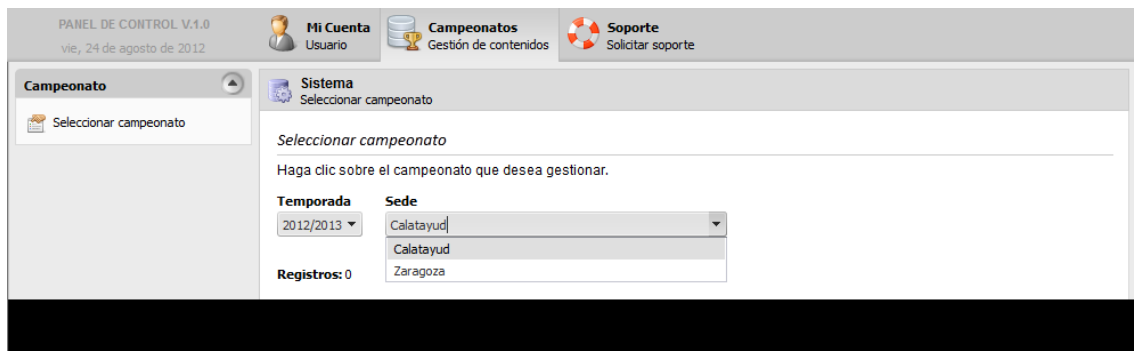 PANEL DE CONTROL V.1.0
vie, 24 de agosto de 2012
Mi Cuenta
Usuario
Campeonatos
Gestión de contenidos
Soporte
Solicitar soporte
Campeonato
Seleccionar campeonato
Sistema
Seleccionar campeonato
Seleccionar campeonato
Haga clic sobre el campeonato que desea gestionar.
Temporada Sede
2012/2013 Calatayud
Calatayud
Zaragoza
Registros: 0